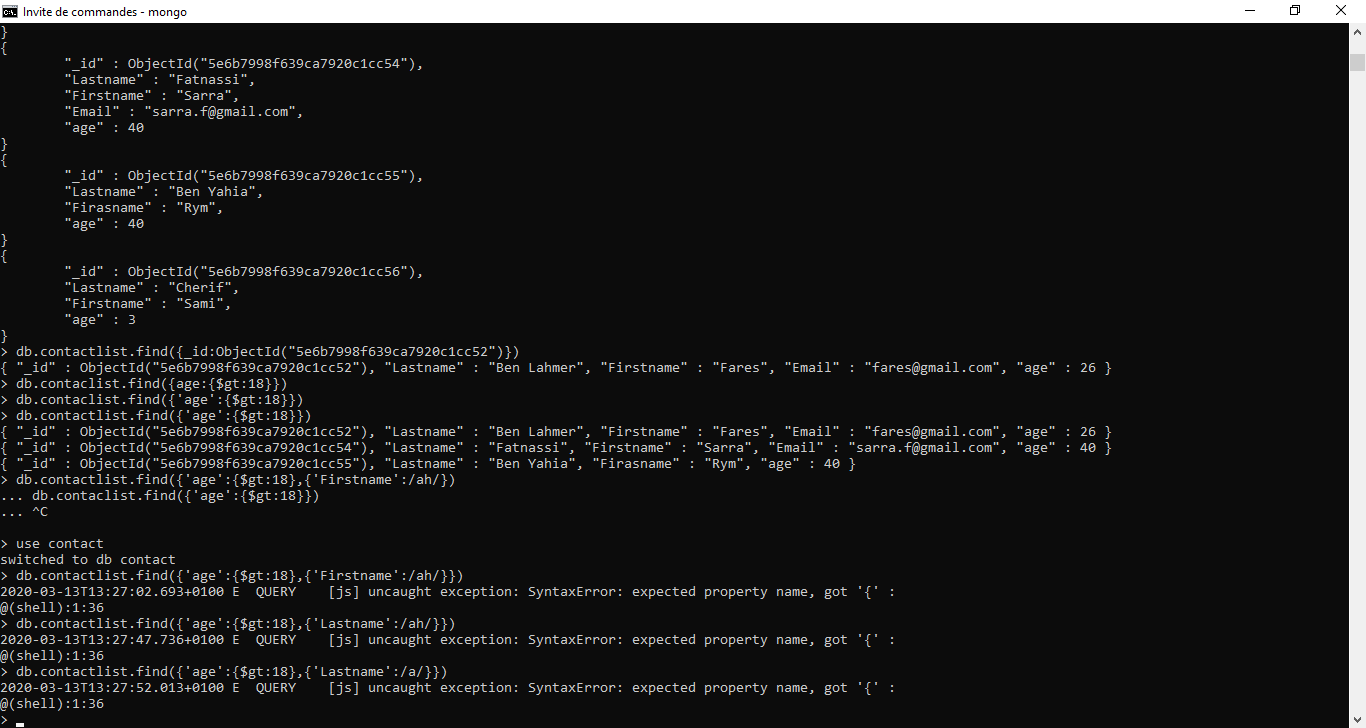 Invite de commandes - mongo
}
{
        "_id" : ObjectId("5e6b7998f639ca7920c1cc54"),
        "Lastname" : "Fatnassi",
        "Firstname" : "Sarra",
        "Email" : "sarra.f@gmail.com",
        "age" : 40
}
{
        "_id" : ObjectId("5e6b7998f639ca7920c1cc55"),
        "Lastname" : "Ben Yahia",
        "Firasname" : "Rym",
        "age" : 40
}
{
        "_id" : ObjectId("5e6b7998f639ca7920c1cc56"),
        "Lastname" : "Cherif",
        "Firstname" : "Sami",
        "age" : 3
}
> db.contactlist.find({_id:ObjectId("5e6b7998f639ca7920c1cc52")})
{ "_id" : ObjectId("5e6b7998f639ca7920c1cc52"), "Lastname" : "Ben Lahmer", "Firstname" : "Fares", "Email" : "fares@gmail.com", "age" : 26 }
> db.contaclist.find({age:{$gt:18}})
> db.contaclist.find({'age':{$gt:18}})
> db.contactlist.find({'age':{$gt:18}})
{ "_id" : ObjectId("5e6b7998f639ca7920c1cc52"), "Lastname" : "Ben Lahmer", "Firstname" : "Fares", "Email" : "fares@gmail.com", "age" : 26 }
{ "_id" : ObjectId("5e6b7998f639ca7920c1cc54"), "Lastname" : "Fatnassi", "Firstname" : "Sarra", "Email" : "sarra.f@gmail.com", "age" : 40 }
{ "_id" : ObjectId("5e6b7998f639ca7920c1cc55"), "Lastname" : "Ben Yahia", "Firasname" : "Rym", "age" : 40 }
> db.contactlist.find({'age':{$gt:18},{'Firstname':/ah/})
... db.contaclist.find({'age':{$gt:18}})
... ^C
> use contact
switched to db contact
> db.contactlist.find({'age':{$gt:18},{'Firstname':/ah/}})
2020-03-13T13:27:02.693+0100 E  QUERY    [js] uncaught exception: SyntaxError: expected property name, got '{' :
@(shell):1:36
> db.contactlist.find({'age':{$gt:18},{'Lastname':/ah/}})
2020-03-13T13:27:47.736+0100 E  QUERY    [js] uncaught exception: SyntaxError: expected property name, got '{' :
@(shell):1:36
> db.contactlist.find({'age':{$gt:18},{'Lastname':/a/}})
2020-03-13T13:27:52.013+0100 E  QUERY    [js] uncaught exception: SyntaxError: expected property name, got '{' :
@(shell):1:36
>